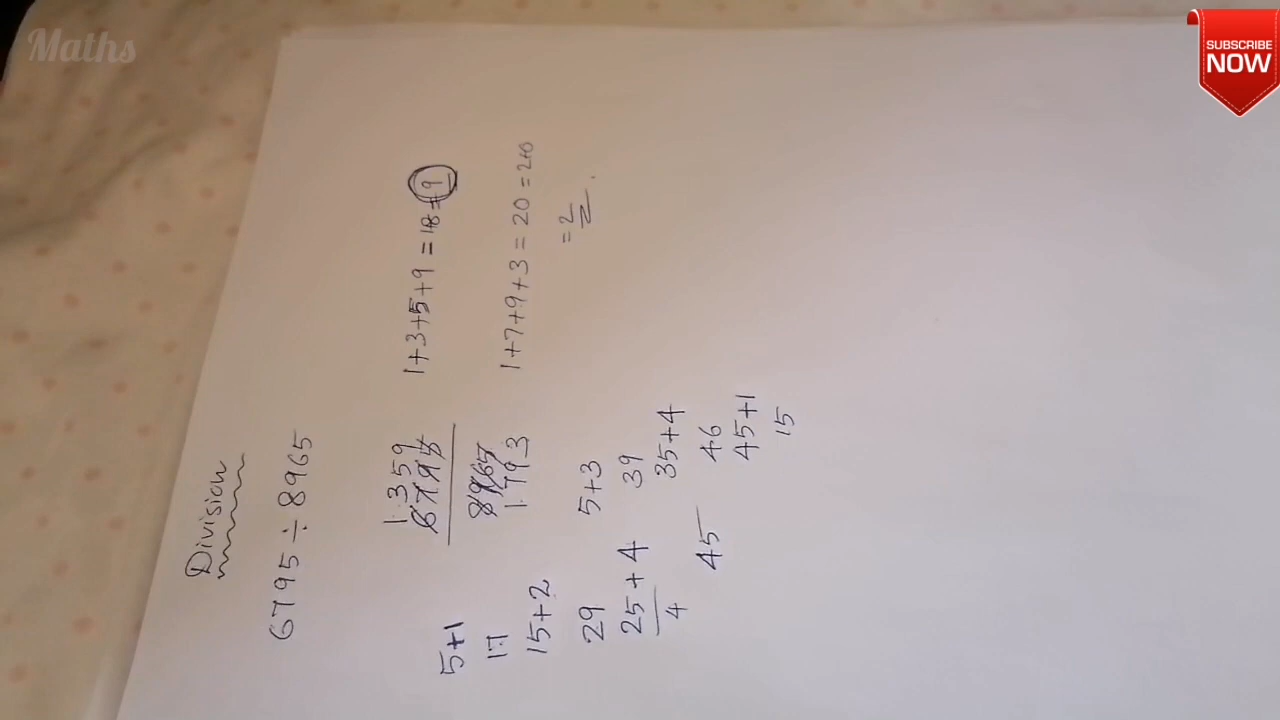 Maths
SUBSCRIBE
NOW
Division
6795 ÷ 8965
1359
6795
8965
1793
1+3+5+9 = 18 = 9
1+7+9+3 = 20 = 2+0
= 2
5+1
17
15+2
29
25+4
4
45
5+3
39
35+4
46
45+1
15